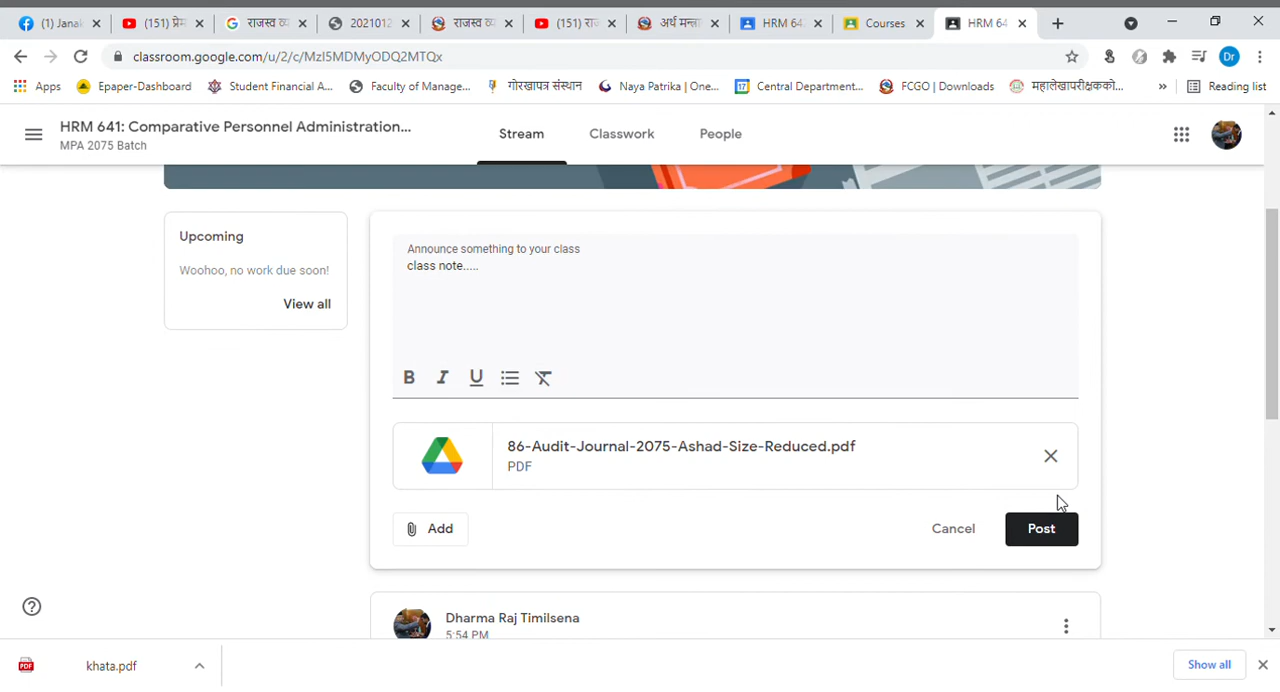 (1) Janak
(151) प्रेम
राजस्व व्य
2021012
राजस्व व्य
(151) राज
अर्थ मन्त्रा
HRM 64
Courses
HRM 64
classroom.google.com/u/2/c/MzI5MDMyODQ2MTQx
Dr
Apps
Epaper-Dashboard
Student Financial A...
Faculty of Manage...
गोरखापत्र संस्थान
Naya Patrika | One...
Central Department...
FCGO | Downloads
महालेखापरीक्षकको...
»
Reading list
HRM 641: Comparative Personnel Administration...
MPA 2075 Batch
Stream
Classwork
People
Upcoming
Woohoo, no work due soon!
View all
Announce something to your class
class note.....
B I U
86-Audit-Journal-2075-Ashad-Size-Reduced.pdf
PDF
Add
Cancel
Post
Dharma Raj Timilsena
5:54 PM
PDF
khata.pdf
Show all